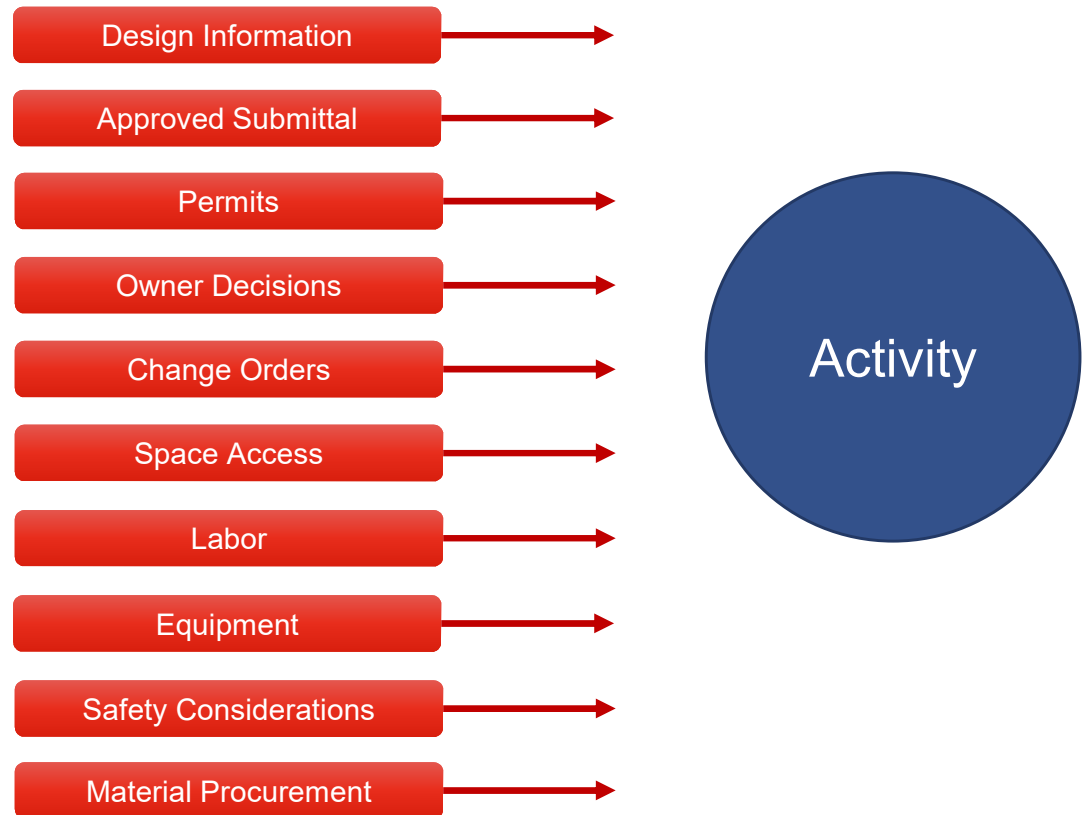 Design Information
Approved Submittal
Permits
Owner Decisions
Change Orders
Space Access
Labor
Equipment
Safety Considerations
Material Procurement
Activity